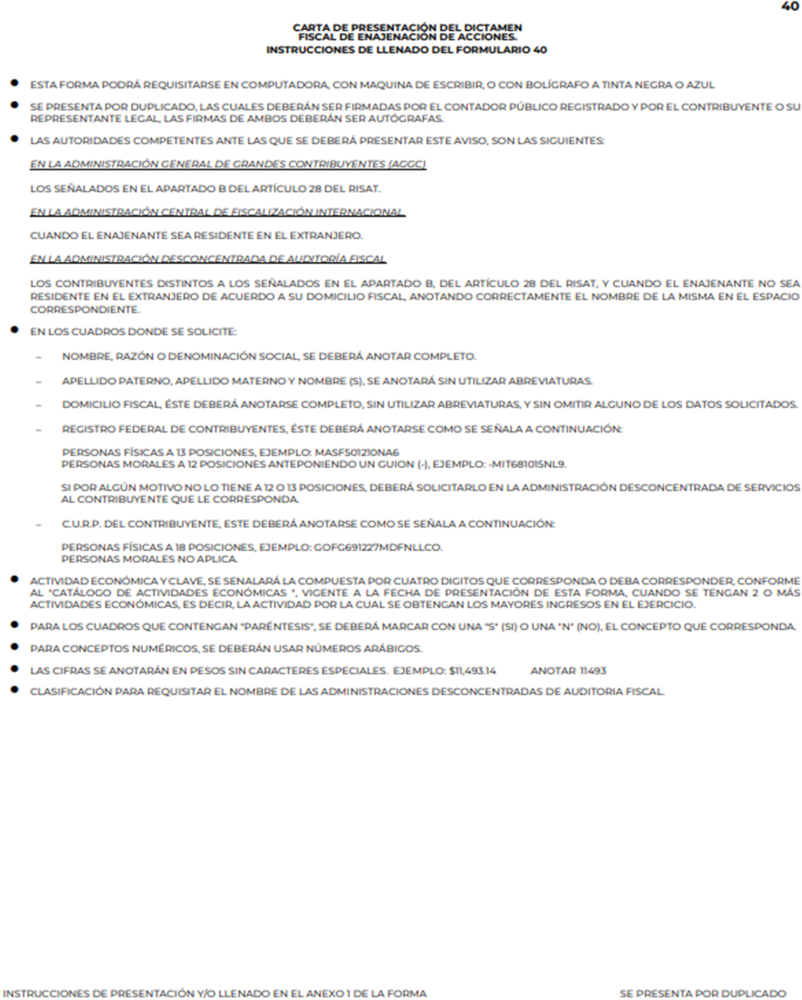 40
CARTA DE PRESENTACIÓN DEL DICTAMEN
FISCAL DE ENAJENACIÓN DE ACCIONES.
INSTRUCCIONES DE LLENADO DEL FORMULARIO 40
● ESTA FORMA PODRÁ REQUISITARSE EN COMPUTADORA, CON MAQUINA DE ESCRIBIR, O CON BOLÍGRAFO A TINTA NEGRA O AZUL
● SE PRESENTA POR DUPLICADO, LAS CUALES DEBERÁN SER FIRMADAS POR EL CONTADOR PÚBLICO REGISTRADO Y POR EL CONTRIBUYENTE O SU
REPRESENTANTE LEGAL, LAS FIRMAS DE AMBOS DEBERÁN SER AUTÓGRAFAS.
● LAS AUTORIDADES COMPETENTES ANTE LAS QUE SE DEBERÁ PRESENTAR ESTE AVISO, SON LAS SIGUIENTES:
EN LA ADMINISTRACIÓN GENERAL DE GRANDES CONTRIBUYENTES (AGGC)
LOS SEÑALADOS EN EL APARTADO B DEL ARTÍCULO 28 DEL RISAT.
EN LA ADMINISTRACIÓN CENTRAL DE FISCALIZACIÓN INTERNACIONAL
CUANDO EL ENAJENANTE SEA RESIDENTE EN EL EXTRANJERO.
EN LA ADMINISTRACIÓN DESCONCENTRADA DE AUDITORÍA FISCAL
LOS CONTRIBUYENTES DISTINTOS A LOS SEÑALADOS EN EL APARTADO B, DEL ARTÍCULO 28 DEL RISAT, Y CUANDO EL ENAJENANTE NO SEA
RESIDENTE EN EL EXTRANJERO DE ACUERDO A SU DOMICILIO FISCAL, ANOTANDO CORRECTAMENTE EL NOMBRE DE LA MISMA EN EL ESPACIO
CORRESPONDIENTE.
● EN LOS CUADROS DONDE SE SOLICITE:
– NOMBRE, RAZÓN O DENOMINACIÓN SOCIAL, SE DEBERÁ ANOTAR COMPLETO.
– APELLIDO PATERNO, APELLIDO MATERNO Y NOMBRE (S), SE ANOTARÁ SIN UTILIZAR ABREVIATURAS.
– DOMICILIO FISCAL, ÉSTE DEBERÁ ANOTARSE COMPLETO, SIN UTILIZAR ABREVIATURAS, Y SIN OMITIR ALGUNO DE LOS DATOS SOLICITADOS.
– REGISTRO FEDERAL DE CONTRIBUYENTES, ÉSTE DEBERÁ ANOTARSE COMO SE SEÑALA A CONTINUACIÓN:
PERSONAS FÍSICAS A 13 POSICIONES, EJEMPLO: MASF501210NA6
PERSONAS MORALES A 12 POSICIONES ANTEPONIENDO UN GUION (-), EJEMPLO: -MIT681015NL9.
SI POR ALGÚN MOTIVO NO LO TIENE A 12 O 13 POSICIONES, DEBERÁ SOLICITARLO EN LA ADMINISTRACIÓN DESCONCENTRADA DE SERVICIOS
AL CONTRIBUYENTE QUE LE CORRESPONDA.
– C.U.R.P. DEL CONTRIBUYENTE, ESTE DEBERÁ ANOTARSE COMO SE SEÑALA A CONTINUACIÓN:
PERSONAS FÍSICAS A 18 POSICIONES, EJEMPLO: GOFG691227MDFNLLCO.
PERSONAS MORALES NO APLICA.
● ACTIVIDAD ECONÓMICA Y CLAVE, SE SENALARÁ LA COMPUESTA POR CUATRO DIGITOS QUE CORRESPONDA O DEBA CORRESPONDER, CONFORME
AL "CATÁLOGO DE ACTIVIDADES ECONÓMICAS ", VIGENTE A LA FECHA DE PRESENTACIÓN DE ESTA FORMA, CUANDO SE TENGAN 2 O MÁS
ACTIVIDADES ECONÓMICAS, ES DECIR, LA ACTIVIDAD POR LA CUAL SE OBTENGAN LOS MAYORES INGRESOS EN EL EJERCICIO.
● PARA LOS CUADROS QUE CONTENGAN "PARÉNTESIS", SE DEBERÁ MARCAR CON UNA "S" (SI) O UNA "N" (NO), EL CONCEPTO QUE CORRESPONDA.
● PARA CONCEPTOS NUMÉRICOS, SE DEBERÁN USAR NÚMEROS ARÁBIGOS.
● LAS CIFRAS SE ANOTARÁN EN PESOS SIN CARACTERES ESPECIALES. EJEMPLO: $11,493.14 ANOTAR 11493
● CLASIFICACIÓN PARA REQUISITAR EL NOMBRE DE LAS ADMINISTRACIONES DESCONCENTRADAS DE AUDITORIA FISCAL.
INSTRUCCIONES DE PRESENTACIÓN Y/O LLENADO EN EL ANEXO 1 DE LA FORMA SE PRESENTA POR DUPLICADO